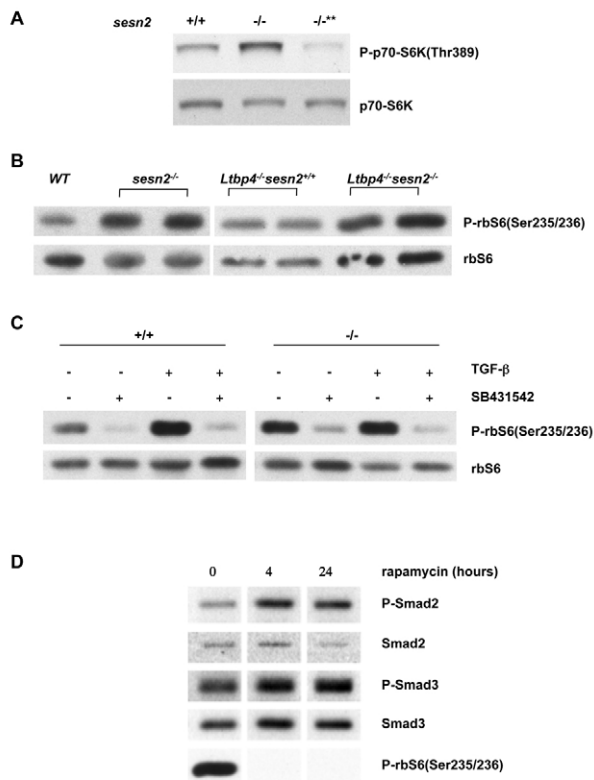 A
sesn2 +/+ -/- -/-**
P-p70-S6K(Thr389)
p70-S6K
B
WT sesn2-/- Ltbp4-/-sesn2+/+ Ltbp4-/-sesn2-/-
P-rbS6(Ser235/236)
rbS6
C
+/+ -/-
- - + + - - + + TGF-β
- + - + - + - + SB431542
P-rbS6(Ser235/236)
rbS6
D
0 4 24 rapamycin (hours)
P-Smad2
Smad2
P-Smad3
Smad3
P-rbS6(Ser235/236)